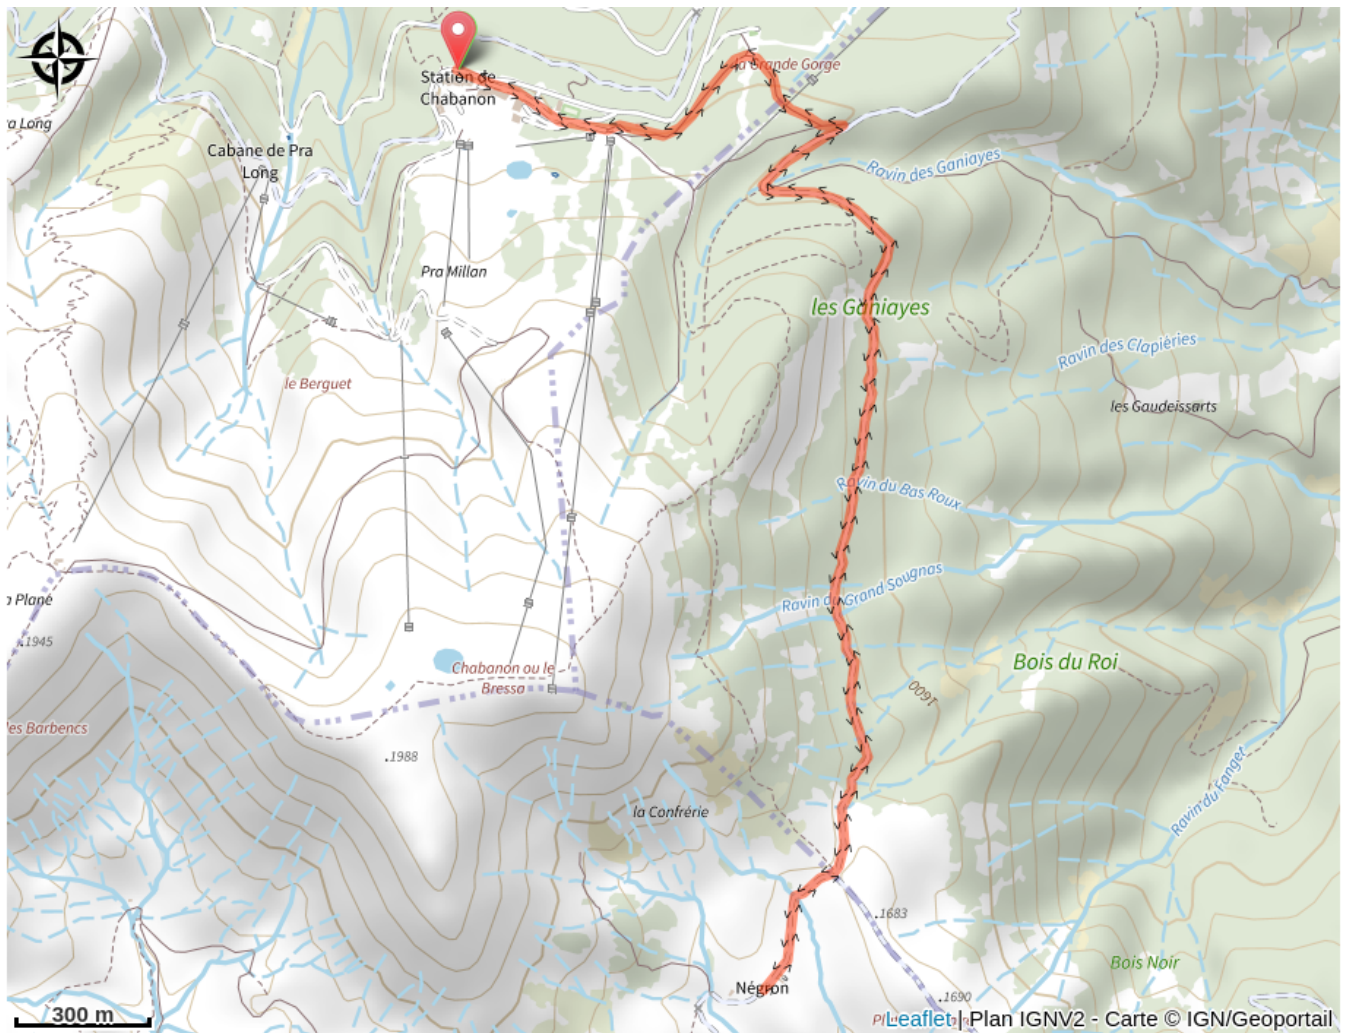 la Grande Gorge
Station de
Chabanon
ra Long
Cabane de Pra
Long
Ravin des Ganiayes
Pra Millan
les Ganiayes
Ravin des Clapières
le Berguet
les Gaudeissarts
Ravin du Bas Roux
Ravin du Grand Sougnas
Plane
.1945
Bois du Roi
Chabanon ou le
Bressa
1600
les Barbencs
.1988
Ravin du Fanget
la Confrérie
.1683
Bois Noir
Négron
.1690
300 m
Leaflet | Plan IGNV2 - Carte © IGN/Geoportail